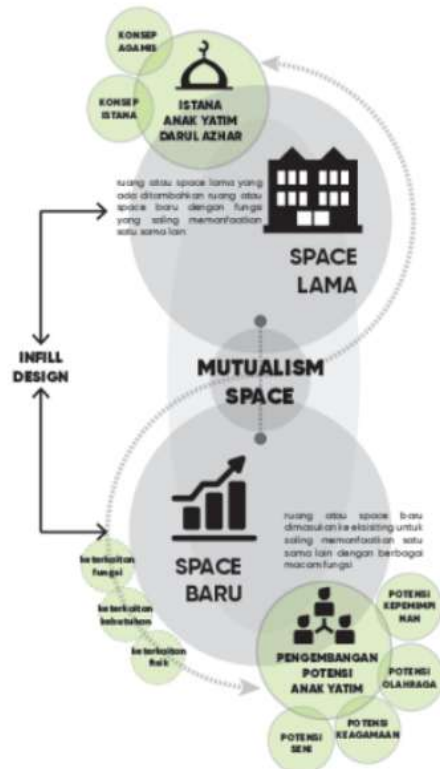 KONSEP
AGAMIS
KONSEP
ISTANA
ISTANA
ANAK YATIM
DARUL AZHAR
ruang atau space lama yang
ada ditambahkan ruang atau
space baru dengan fungsi
yang saling memanfaatkan
satu sama lain
SPACE
LAMA
INFILL
DESIGN
MUTUALISM
SPACE
SPACE
BARU
ruang atau space baru
dimasukan ke eksisting untuk
saling memanfaatkan satu
sama lain dengan berbagai
macam fungsi
keterkaitan
fungsi
keterkaitan
kebutuhan
keterkaitan
fisik
PENGEMBANGAN
POTENSI
ANAK YATIM
POTENSI
KEPEMIMPI
NAN
POTENSI
OLAHRAGA
POTENSI
KEAGAMAAN
POTENSI
SENI